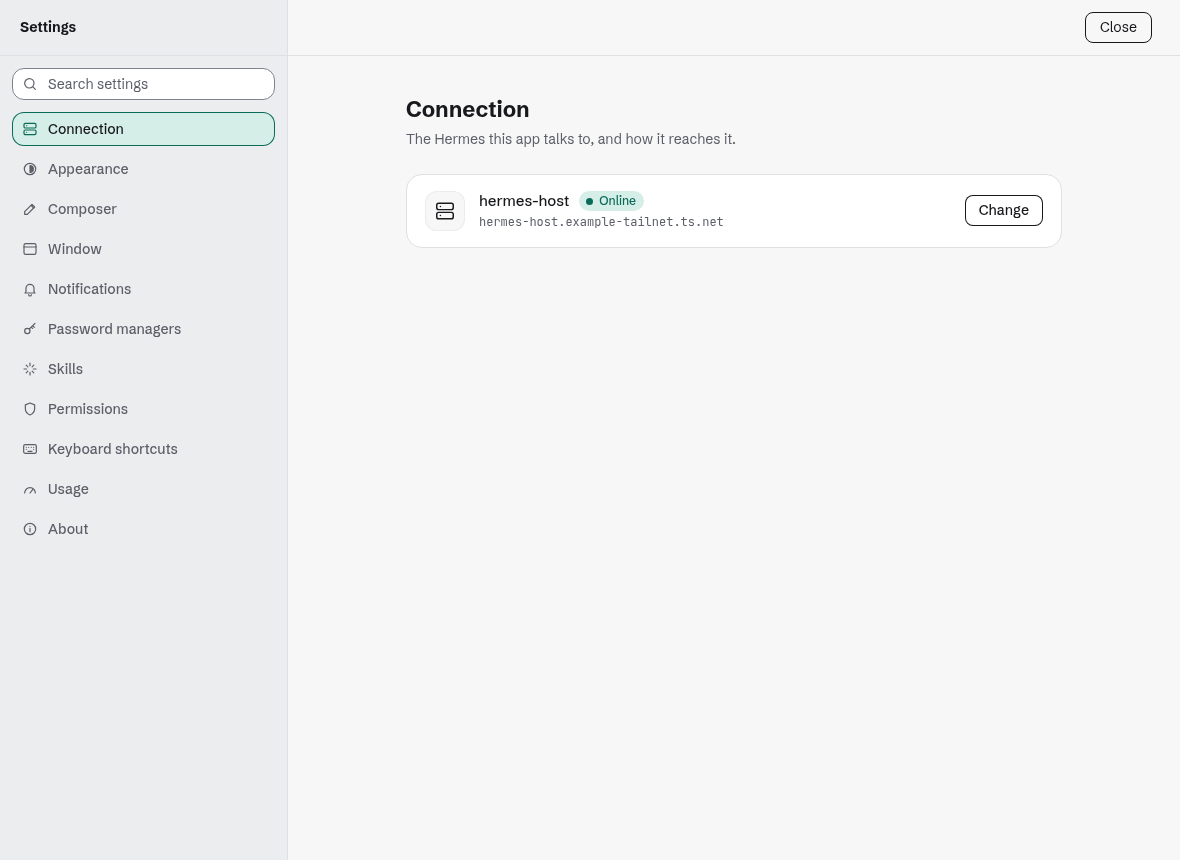 Settings
Close
Search settings
Connection
Appearance
Composer
Window
Notifications
Password managers
Skills
Permissions
Keyboard shortcuts
Usage
About
Connection
The Hermes this app talks to, and how it reaches it.
hermes-host
Online
hermes-host.example-tailnet.ts.net
Change